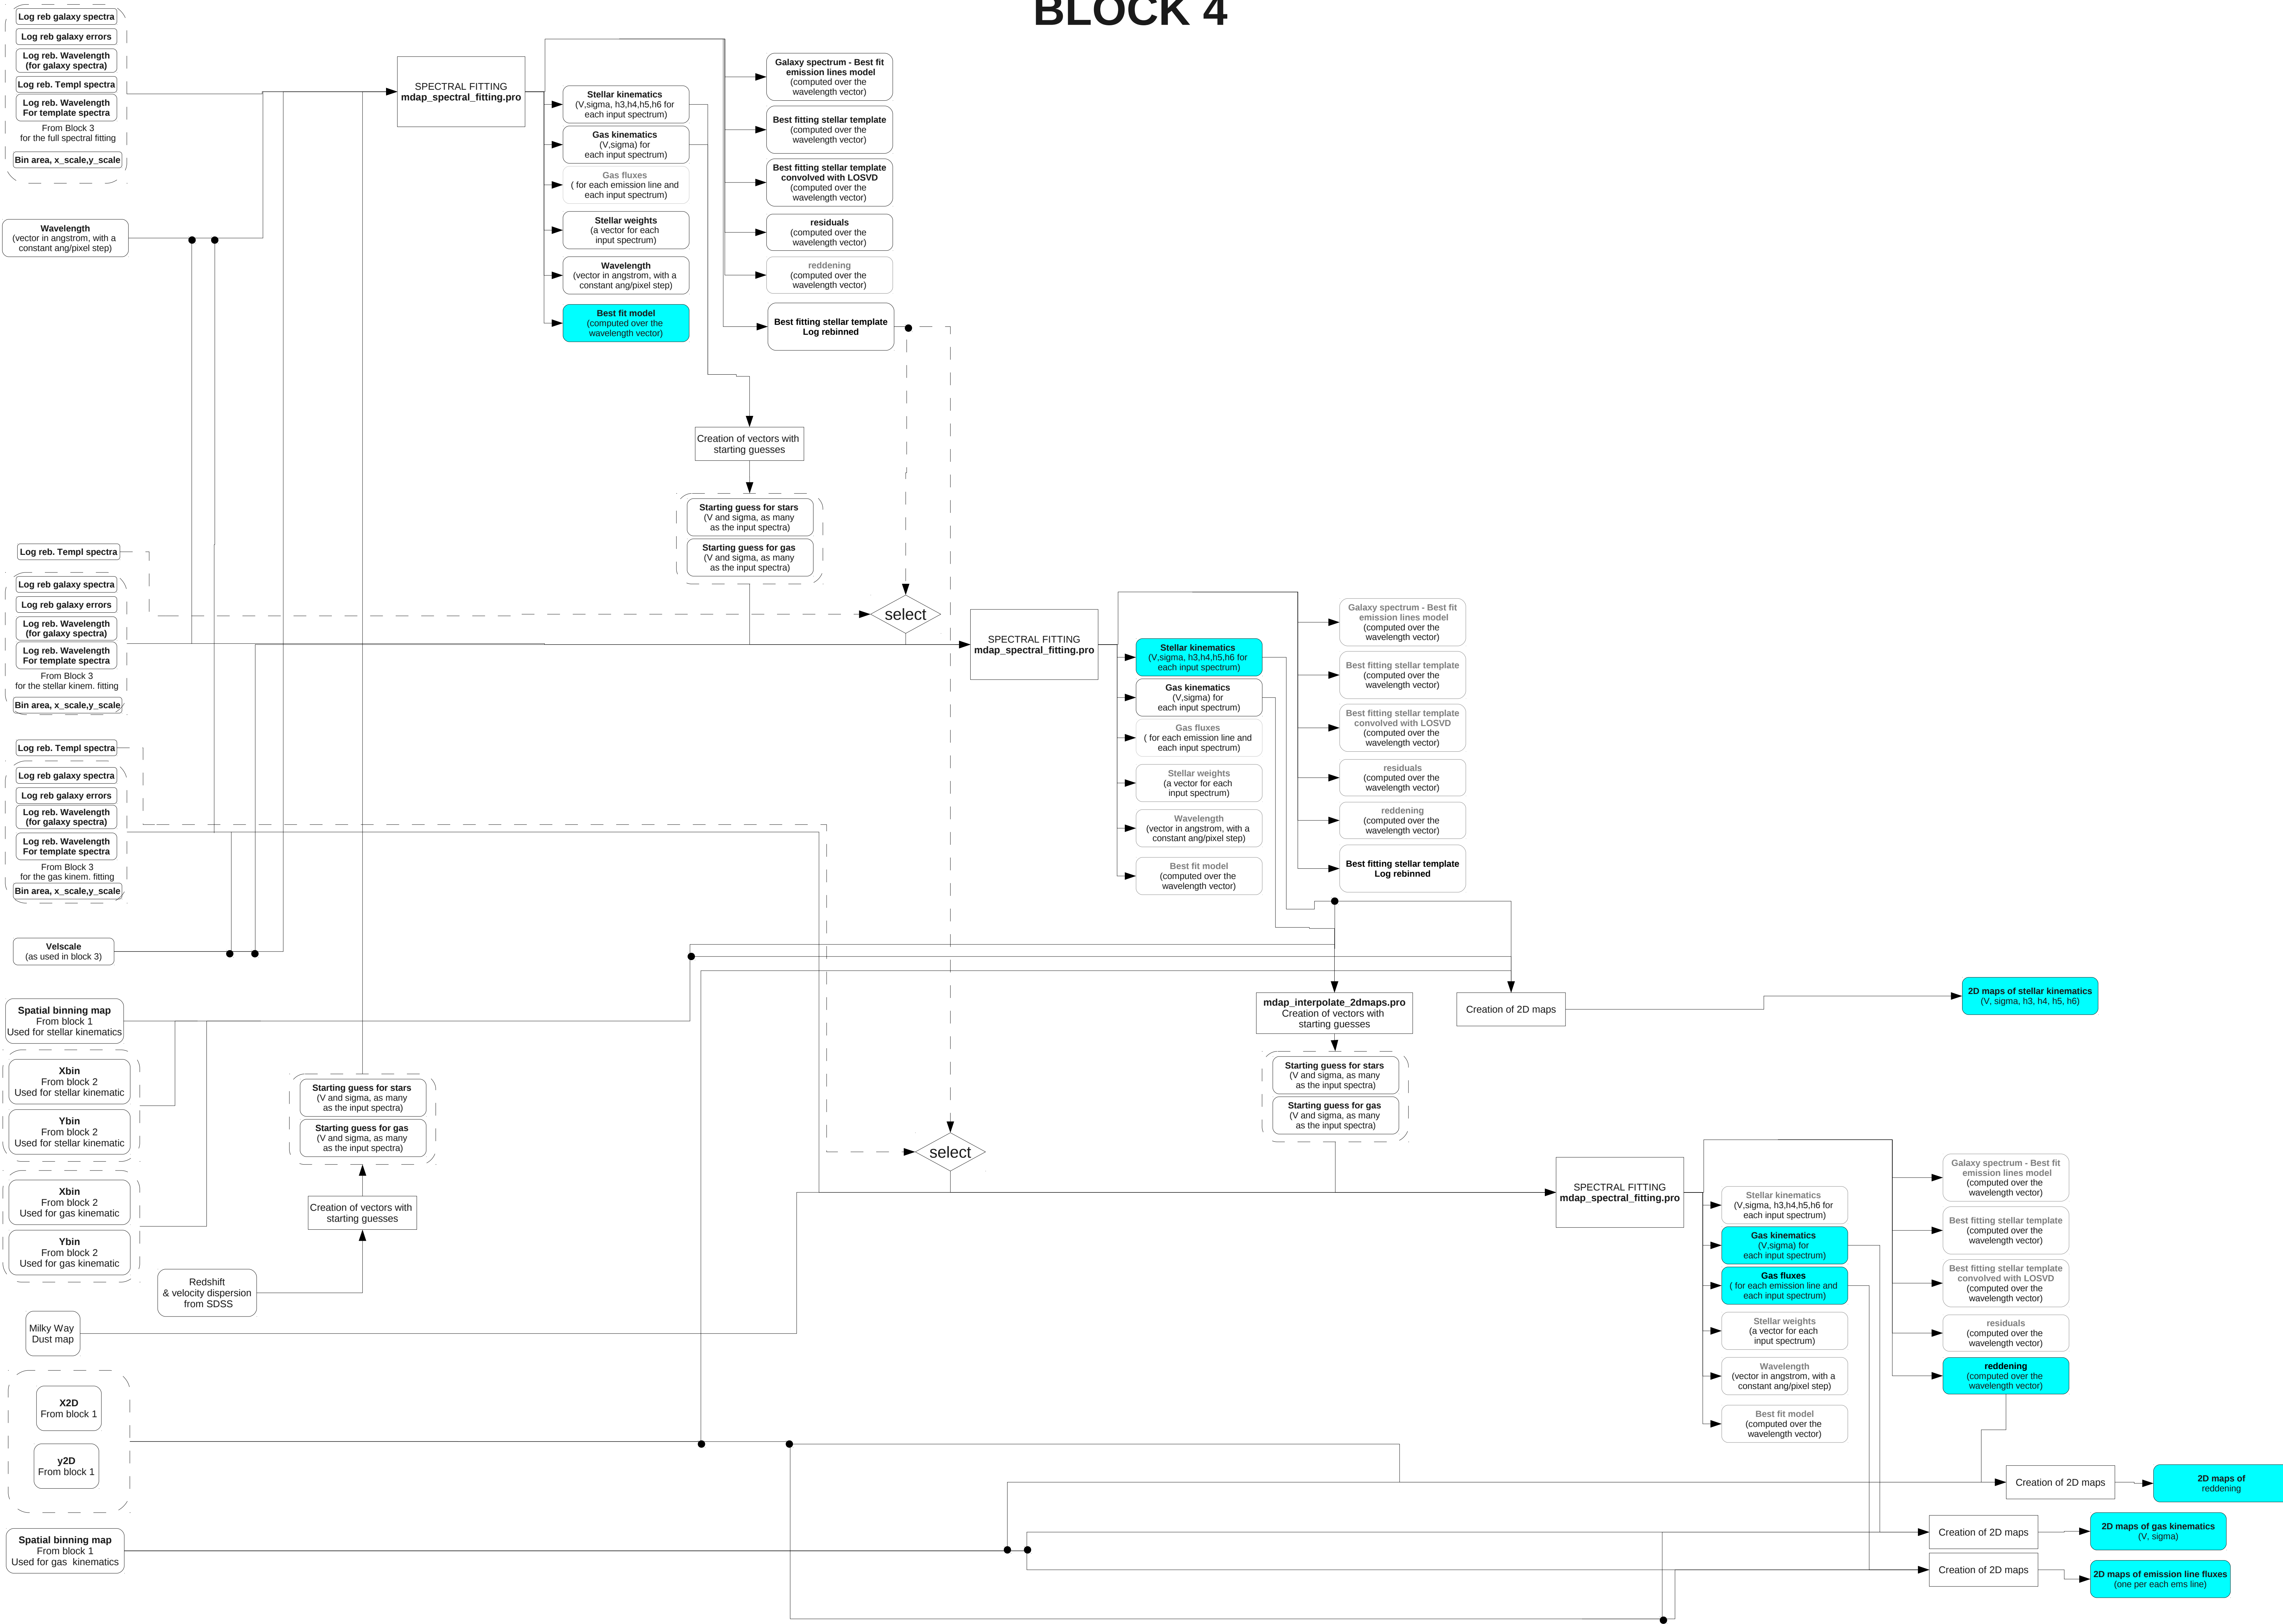 BLOCK 4
Log reb galaxy spectra
Log reb galaxy errors
Log reb. Wavelength
(for galaxy spectra)
Log reb. Templ spectra
Log reb. Wavelength
For template spectra
From Block 3
for the full spectral fitting
Bin area, x_scale,y_scale
Wavelength
(vector in angstrom, with a
constant ang/pixel step)
SPECTRAL FITTING
mdap_spectral_fitting.pro
Stellar kinematics
(V,sigma, h3,h4,h5,h6 for
each input spectrum)
Gas kinematics
(V,sigma) for
each input spectrum)
Gas fluxes
( for each emission line and
each input spectrum)
Stellar weights
(a vector for each
input spectrum)
Wavelength
(vector in angstrom, with a
constant ang/pixel step)
Best fit model
(computed over the
wavelength vector)
Galaxy spectrum - Best fit
emission lines model
(computed over the
wavelength vector)
Best fitting stellar template
(computed over the
wavelength vector)
Best fitting stellar template
convolved with LOSVD
(computed over the
wavelength vector)
residuals
(computed over the
wavelength vector)
reddening
(computed over the
wavelength vector)
Best fitting stellar template
Log rebinned
Creation of vectors with
starting guesses
Starting guess for stars
(V and sigma, as many
as the input spectra)
Starting guess for gas
(V and sigma, as many
as the input spectra)
select
Log reb. Templ spectra
Log reb galaxy spectra
Log reb galaxy errors
Log reb. Wavelength
(for galaxy spectra)
Log reb. Wavelength
For template spectra
From Block 3
for the stellar kinem. fitting
Bin area, x_scale,y_scale
SPECTRAL FITTING
mdap_spectral_fitting.pro
Stellar kinematics
(V,sigma, h3,h4,h5,h6 for
each input spectrum)
Gas kinematics
(V,sigma) for
each input spectrum)
Gas fluxes
( for each emission line and
each input spectrum)
Stellar weights
(a vector for each
input spectrum)
Wavelength
(vector in angstrom, with a
constant ang/pixel step)
Best fit model
(computed over the
wavelength vector)
Galaxy spectrum - Best fit
emission lines model
(computed over the
wavelength vector)
Best fitting stellar template
(computed over the
wavelength vector)
Best fitting stellar template
convolved with LOSVD
(computed over the
wavelength vector)
residuals
(computed over the
wavelength vector)
reddening
(computed over the
wavelength vector)
Best fitting stellar template
Log rebinned
Log reb. Templ spectra
Log reb galaxy spectra
Log reb galaxy errors
Log reb. Wavelength
(for galaxy spectra)
Log reb. Wavelength
For template spectra
From Block 3
for the gas kinem. fitting
Bin area, x_scale,y_scale
Velscale
(as used in block 3)
Spatial binning map
From block 1
Used for stellar kinematics
Xbin
From block 2
Used for stellar kinematic
Ybin
From block 2
Used for stellar kinematic
Xbin
From block 2
Used for gas kinematic
Ybin
From block 2
Used for gas kinematic
Starting guess for stars
(V and sigma, as many
as the input spectra)
Starting guess for gas
(V and sigma, as many
as the input spectra)
Creation of vectors with
starting guesses
Redshift
& velocity dispersion
from SDSS
Milky Way
Dust map
select
mdap_interpolate_2dmaps.pro
Creation of vectors with
starting guesses
Creation of 2D maps
2D maps of stellar kinematics
(V, sigma, h3, h4, h5, h6)
Starting guess for stars
(V and sigma, as many
as the input spectra)
Starting guess for gas
(V and sigma, as many
as the input spectra)
SPECTRAL FITTING
mdap_spectral_fitting.pro
Stellar kinematics
(V,sigma, h3,h4,h5,h6 for
each input spectrum)
Gas kinematics
(V,sigma) for
each input spectrum)
Gas fluxes
( for each emission line and
each input spectrum)
Stellar weights
(a vector for each
input spectrum)
Wavelength
(vector in angstrom, with a
constant ang/pixel step)
Best fit model
(computed over the
wavelength vector)
Galaxy spectrum - Best fit
emission lines model
(computed over the
wavelength vector)
Best fitting stellar template
(computed over the
wavelength vector)
Best fitting stellar template
convolved with LOSVD
(computed over the
wavelength vector)
residuals
(computed over the
wavelength vector)
reddening
(computed over the
wavelength vector)
X2D
From block 1
y2D
From block 1
Spatial binning map
From block 1
Used for gas kinematics
Creation of 2D maps
2D maps of
reddening
Creation of 2D maps
2D maps of gas kinematics
(V, sigma)
Creation of 2D maps
2D maps of emission line fluxes
(one per each ems line)